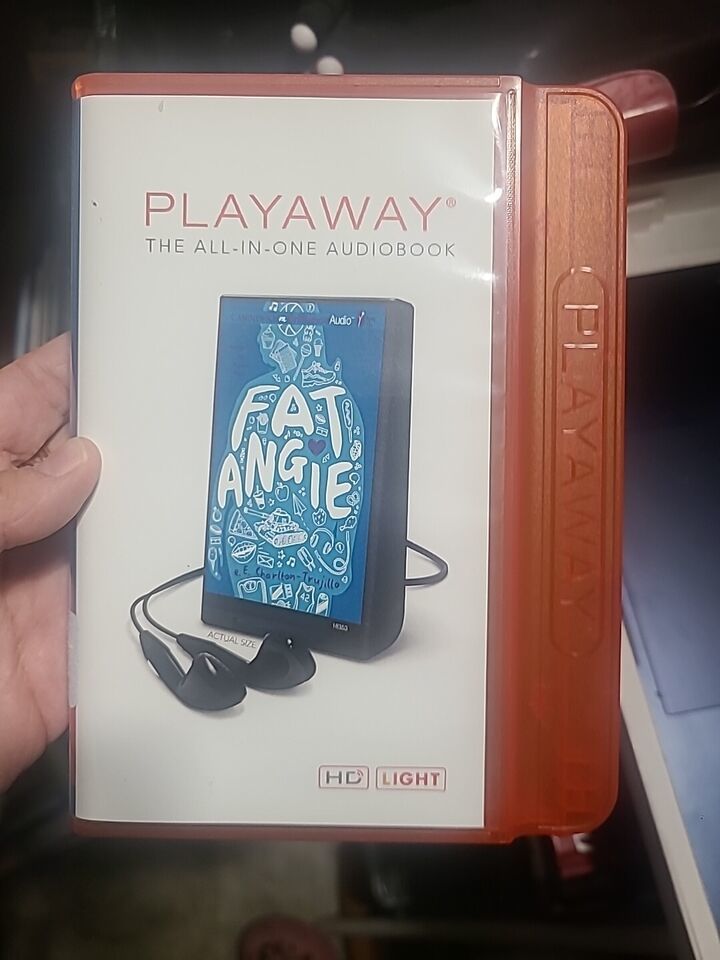 PLAYAWAY®
THE ALL-IN-ONE AUDIOBOOK
Audio
FAT
ANGIE
e. E. Charlton-Trujillo
ACTUAL SIZE
HD
LIGHT
PLAYAWAY